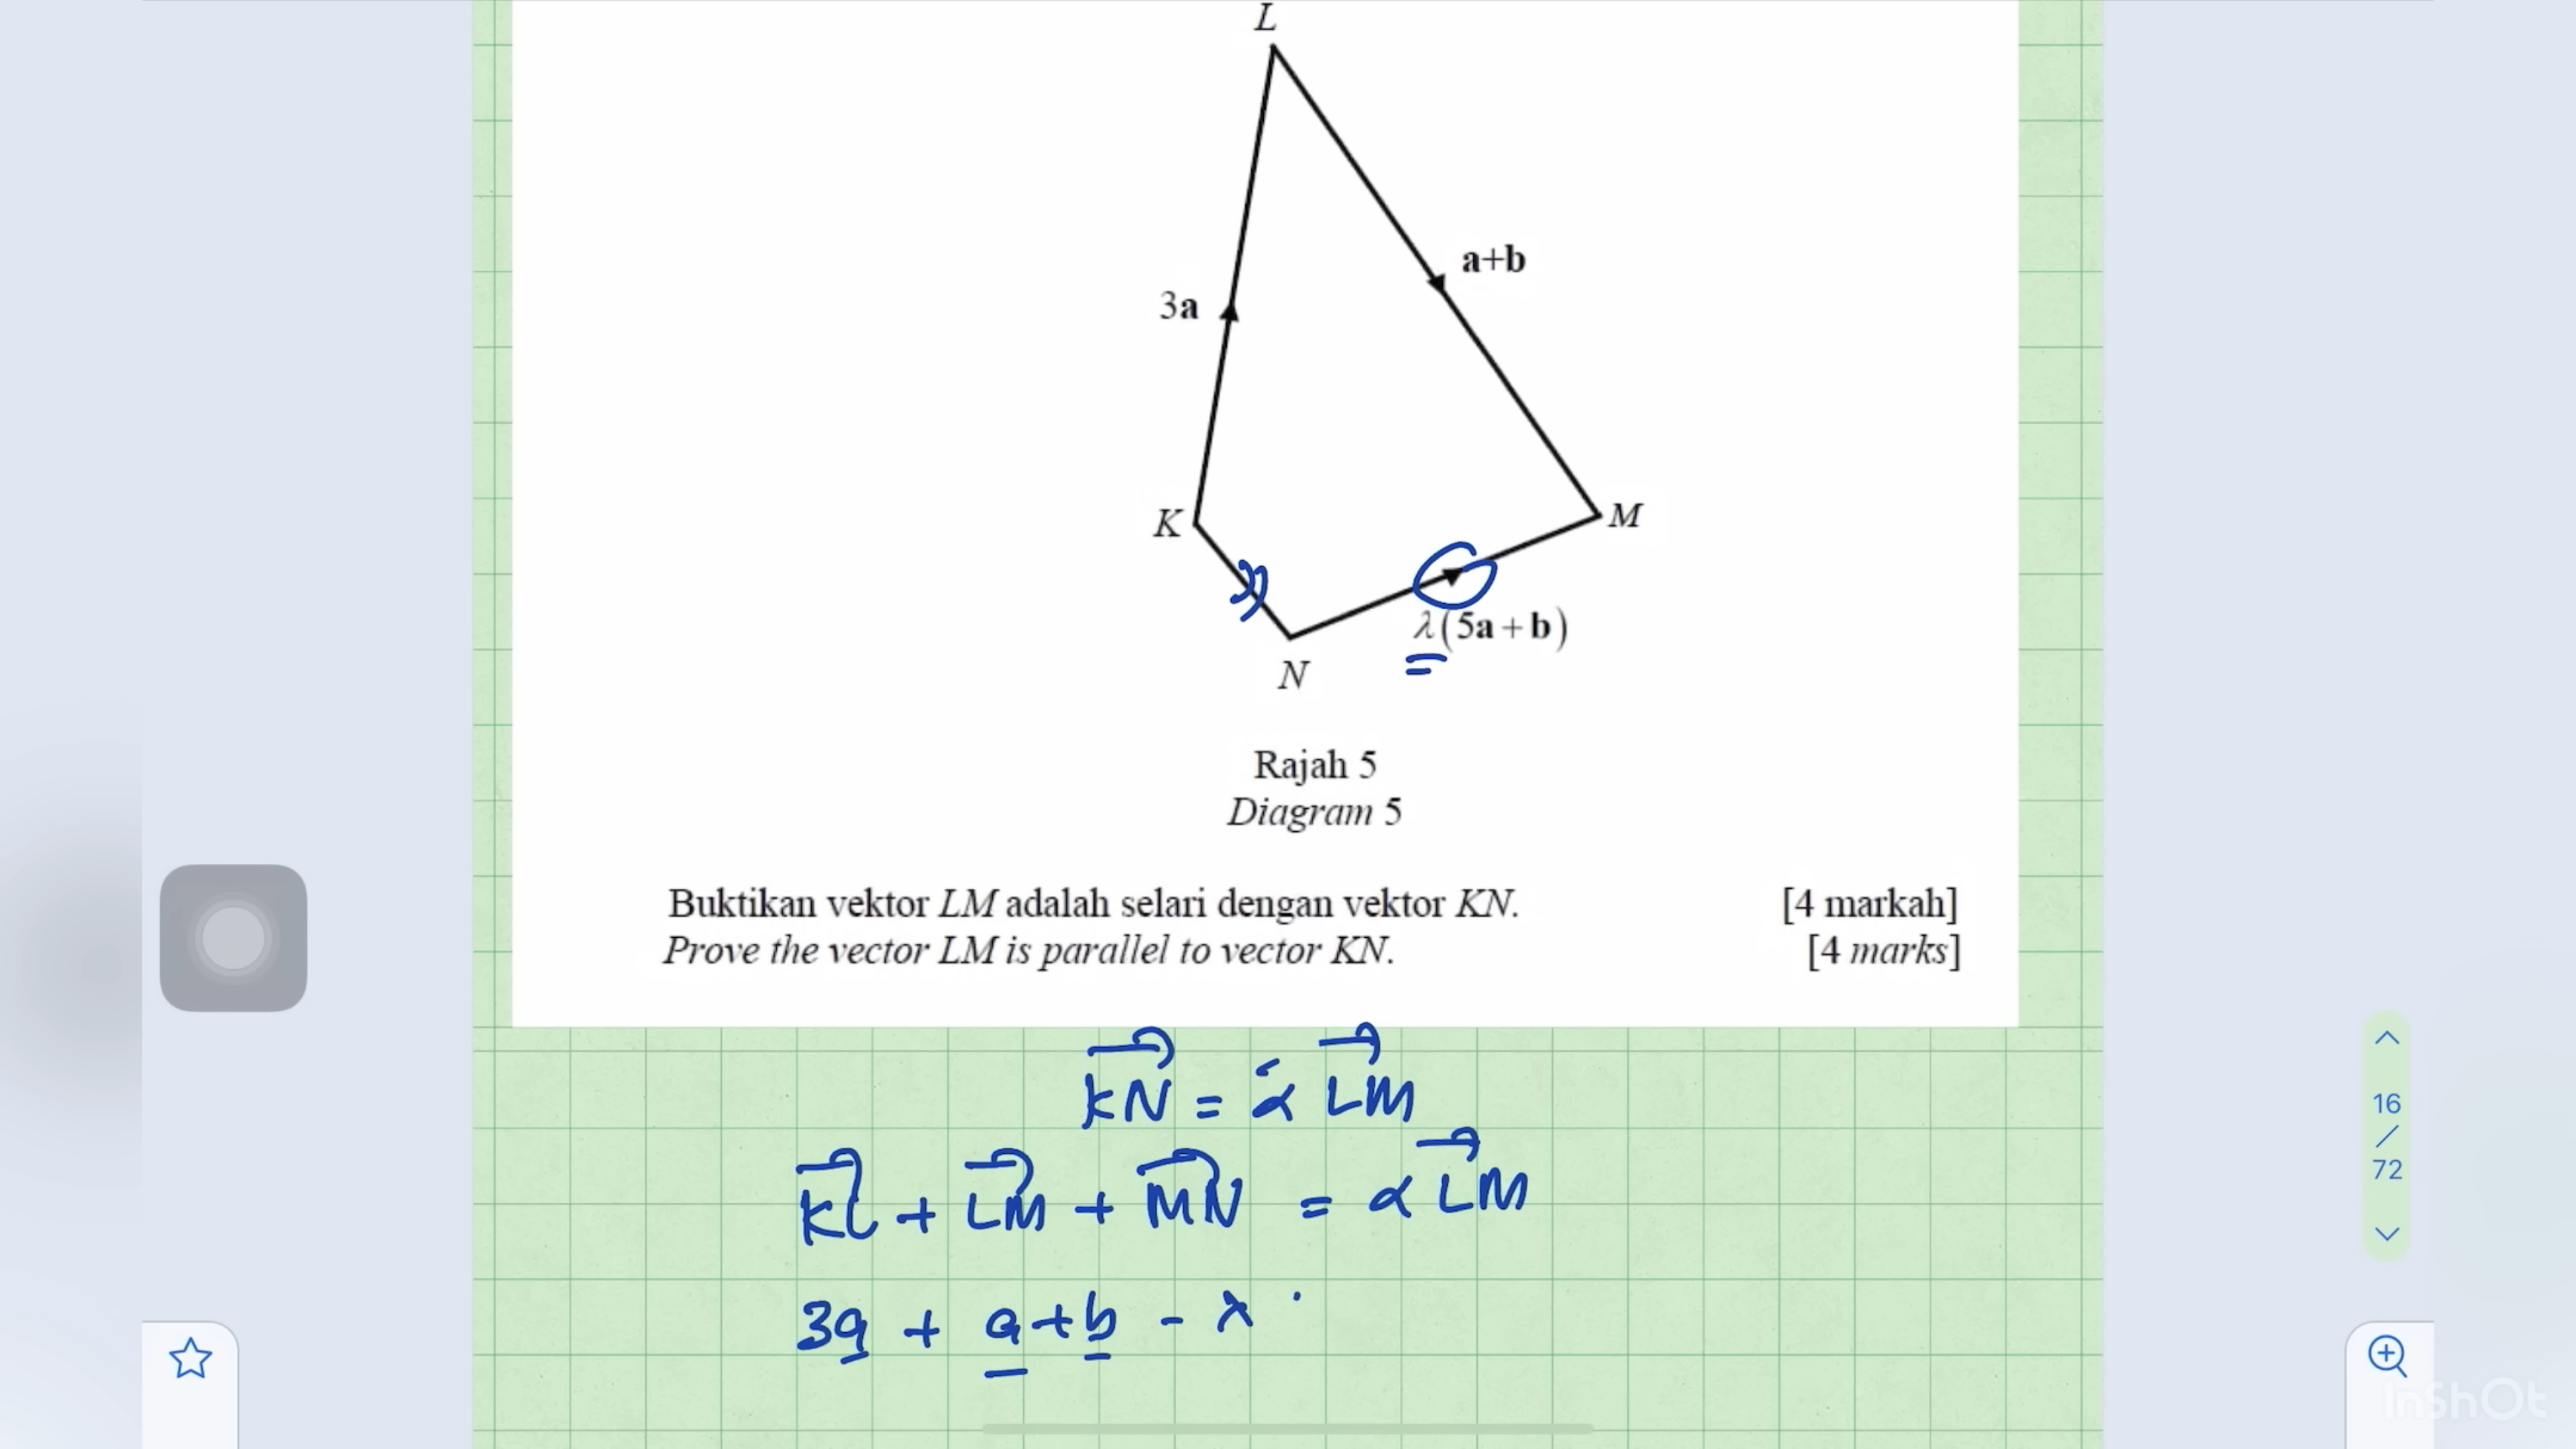 L
a+b
3a
K
M
λ(5a+b)
N
Rajah 5
Diagram 5
Buktikan vektor LM adalah selari dengan vektor KN. [4 markah]
Prove the vector LM is parallel to vector KN. [4 marks]
KN = α LM
KL + LM + MN = α LM
3a + a + b - λ
16
/
72
InShOt